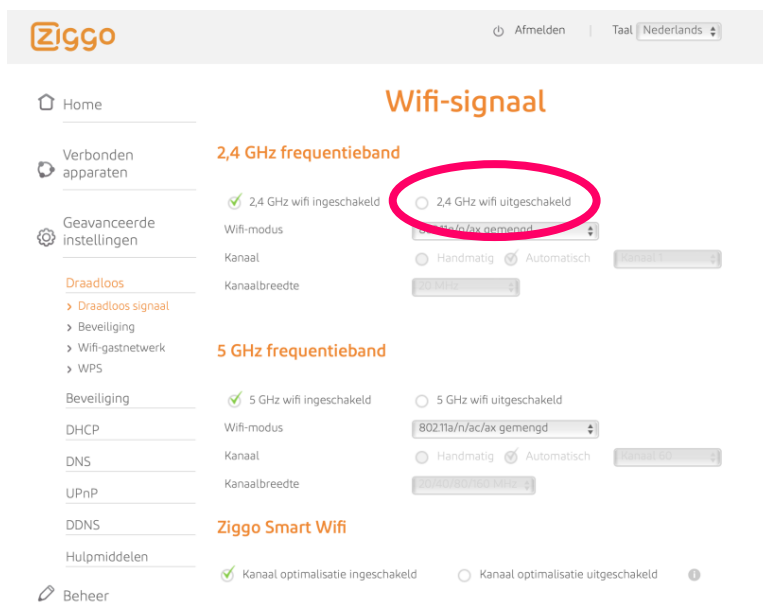 Ziggo
Afmelden | Taal Nederlands
Wifi-signaal
Home
Verbonden
apparaten
Geavanceerde
instellingen
Draadloos
> Draadloos signaal
> Beveiliging
> Wifi-gastnetwerk
> WPS
Beveiliging
DHCP
DNS
UPnP
DDNS
Hulpmiddelen
Beheer
2,4 GHz frequentieband
2,4 GHz wifi ingeschakeld 2,4 GHz wifi uitgeschakeld
Wifi-modus 802.11g/n/ax gemengd
Kanaal Handmatig Automatisch Kanaal 1
Kanaalbreedte 20 MHz
5 GHz frequentieband
5 GHz wifi ingeschakeld 5 GHz wifi uitgeschakeld
Wifi-modus 802.11a/n/ac/ax gemengd
Kanaal Handmatig Automatisch Kanaal 60
Kanaalbreedte 20/40/80/160 MHz
Ziggo Smart Wifi
Kanaal optimalisatie ingeschakeld Kanaal optimalisatie uitgeschakeld